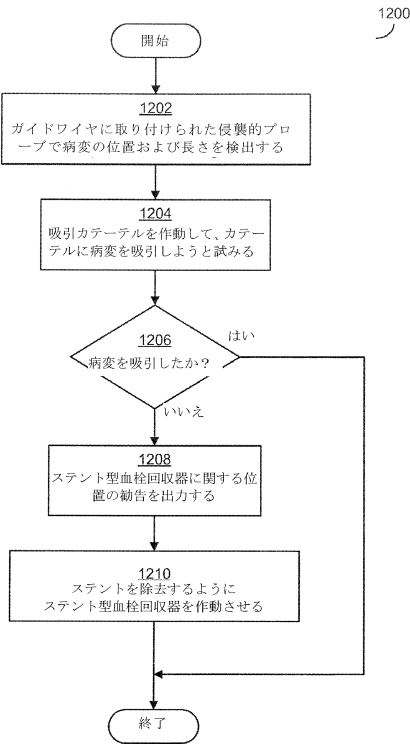 1200
開始
1202
ガイドワイヤに取り付けられた侵襲的プロ
ーブで病変の位置および長さを検出する
1204
吸引カテーテルを作動して、カテー
テルに病変を吸引しようと試みる
1206
病変を吸引したか？
はい
いいえ
1208
ステント型血栓回収器に関する位
置の勧告を出力する
1210
ステントを除去するように
ステント型血栓回収器を作動させる
終了